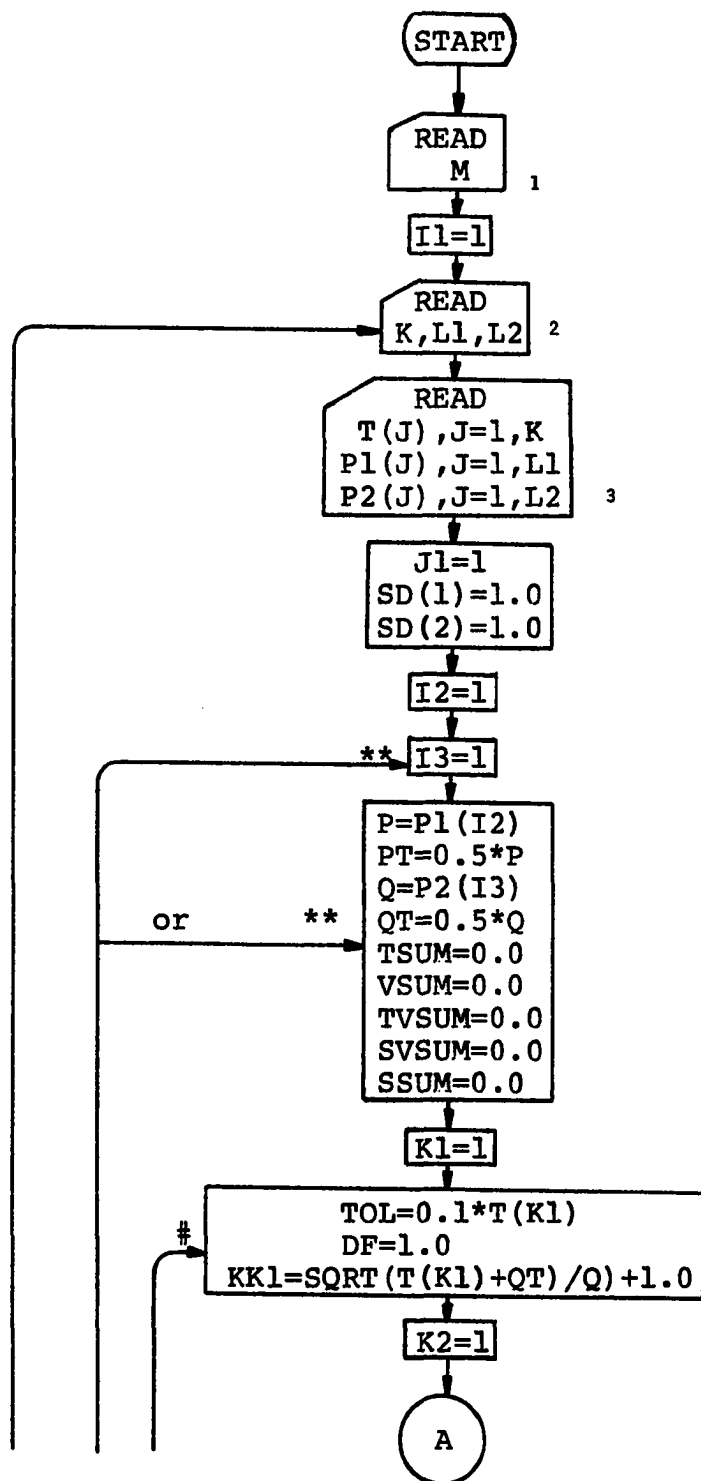 START
READ
M
1
I1=1
READ
K,L1,L2
2
READ
T(J),J=1,K
P1(J),J=1,L1
P2(J),J=1,L2
3
J1=1
SD(1)=1.0
SD(2)=1.0
I2=1
** I3=1
P=P1(I2)
PT=0.5*P
Q=P2(I3)
or ** QT=0.5*Q
TSUM=0.0
VSUM=0.0
TVSUM=0.0
SVSUM=0.0
SSUM=0.0
K1=1
TOL=0.1*T(K1)
# DF=1.0
KK1=SQRT(T(K1)+QT)/Q)+1.0
K2=1
A